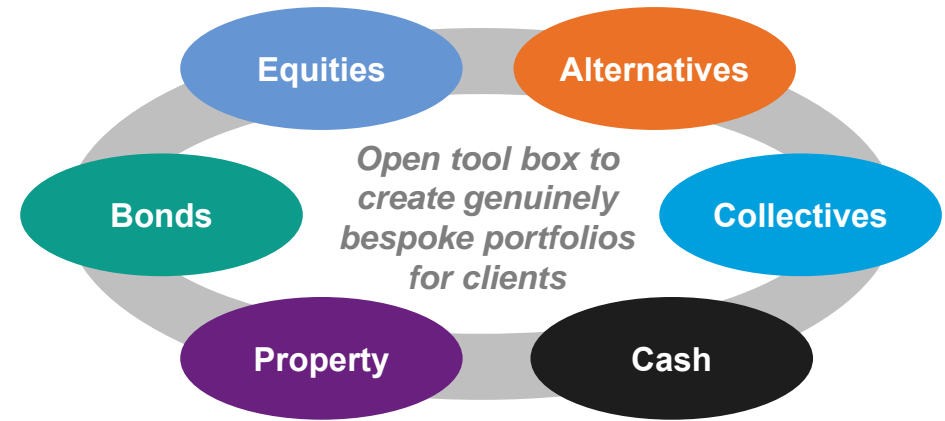 Equities
Alternatives
Open tool box to
create genuinely
bespoke portfolios
for clients
Bonds
Collectives
Property
Cash